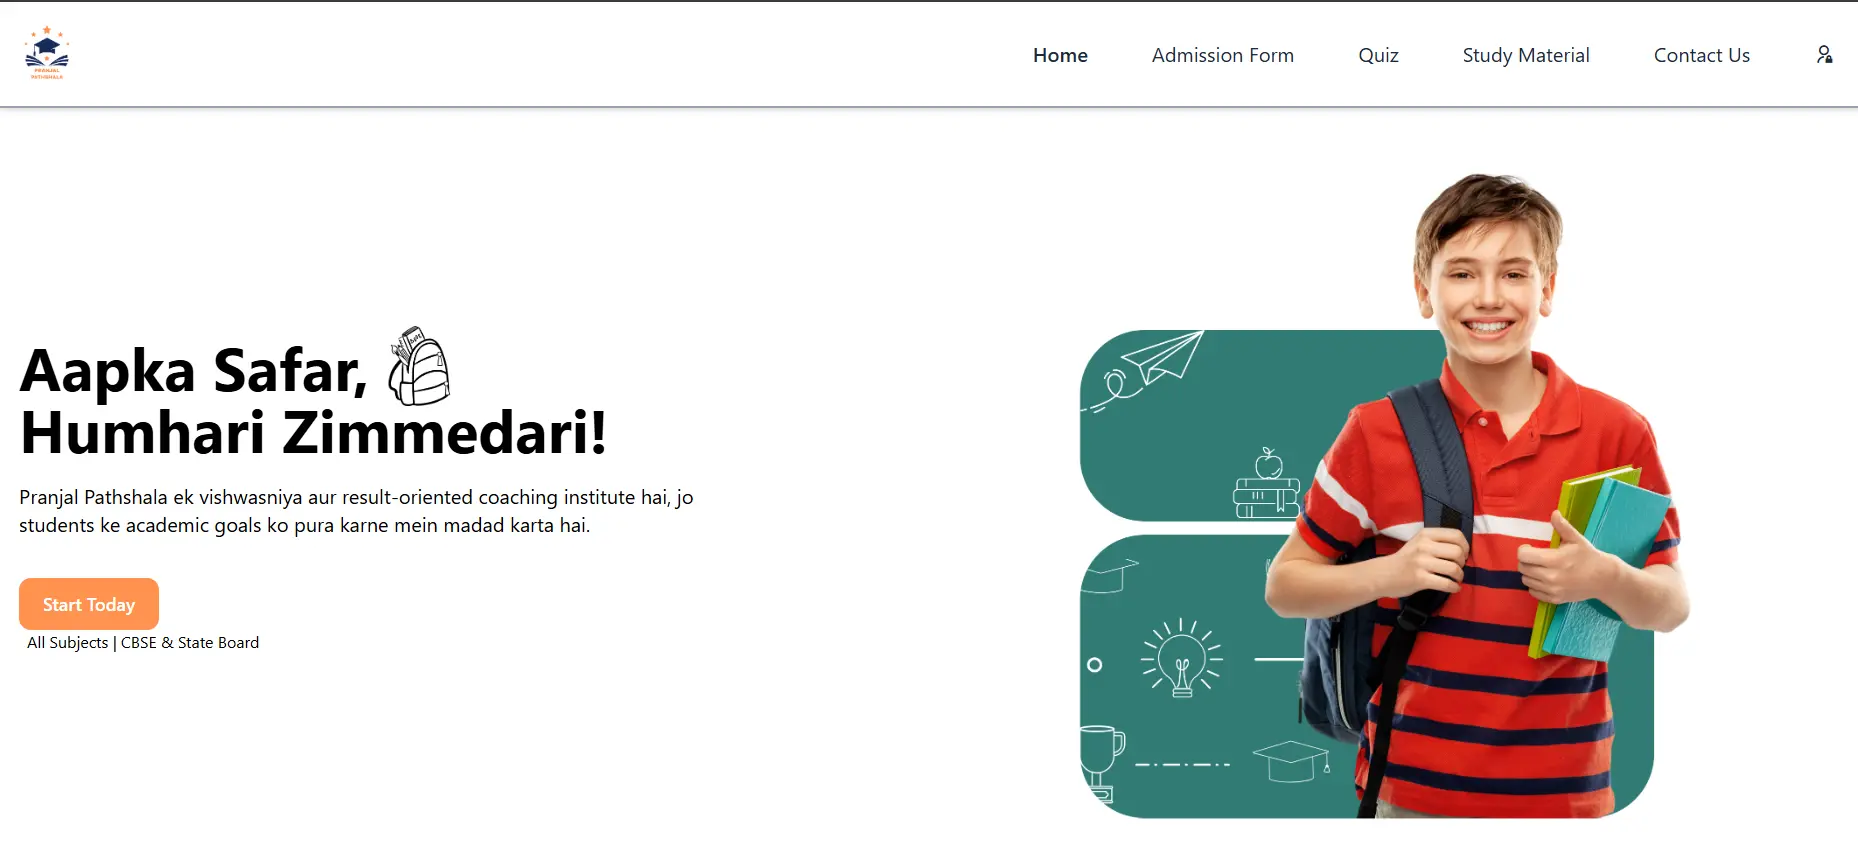 PRANJAL
PATHSHALA
Home
Admission Form
Quiz
Study Material
Contact Us
Aapka Safar,
Humhari Zimmedari!
Pranjal Pathshala ek vishwasniya aur result-oriented coaching institute hai, jo
students ke academic goals ko pura karne mein madad karta hai.
Start Today
All Subjects | CBSE & State Board